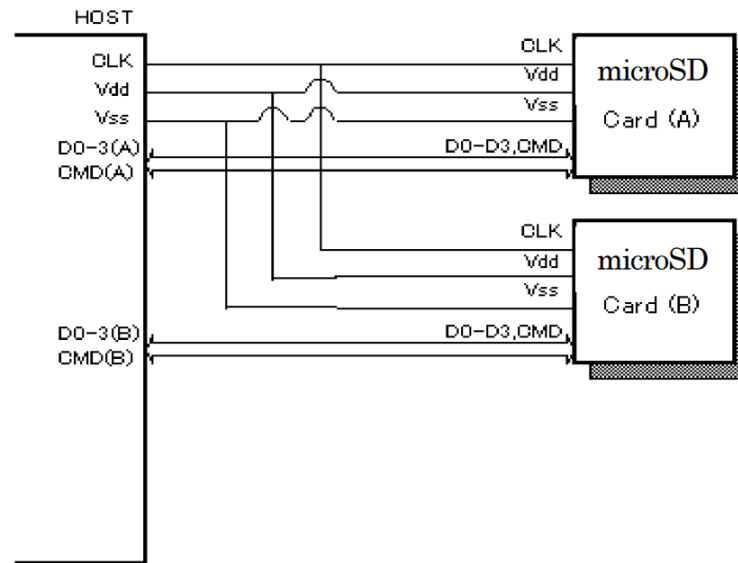 HOST
CLK
Vdd
Vss
D0-3(A)
CMD(A)
CLK
Vdd
Vss
D0-D3,CMD
microSD
Card (A)
CLK
Vdd
Vss
D0-D3,CMD
microSD
Card (B)
D0-3(B)
CMD(B)